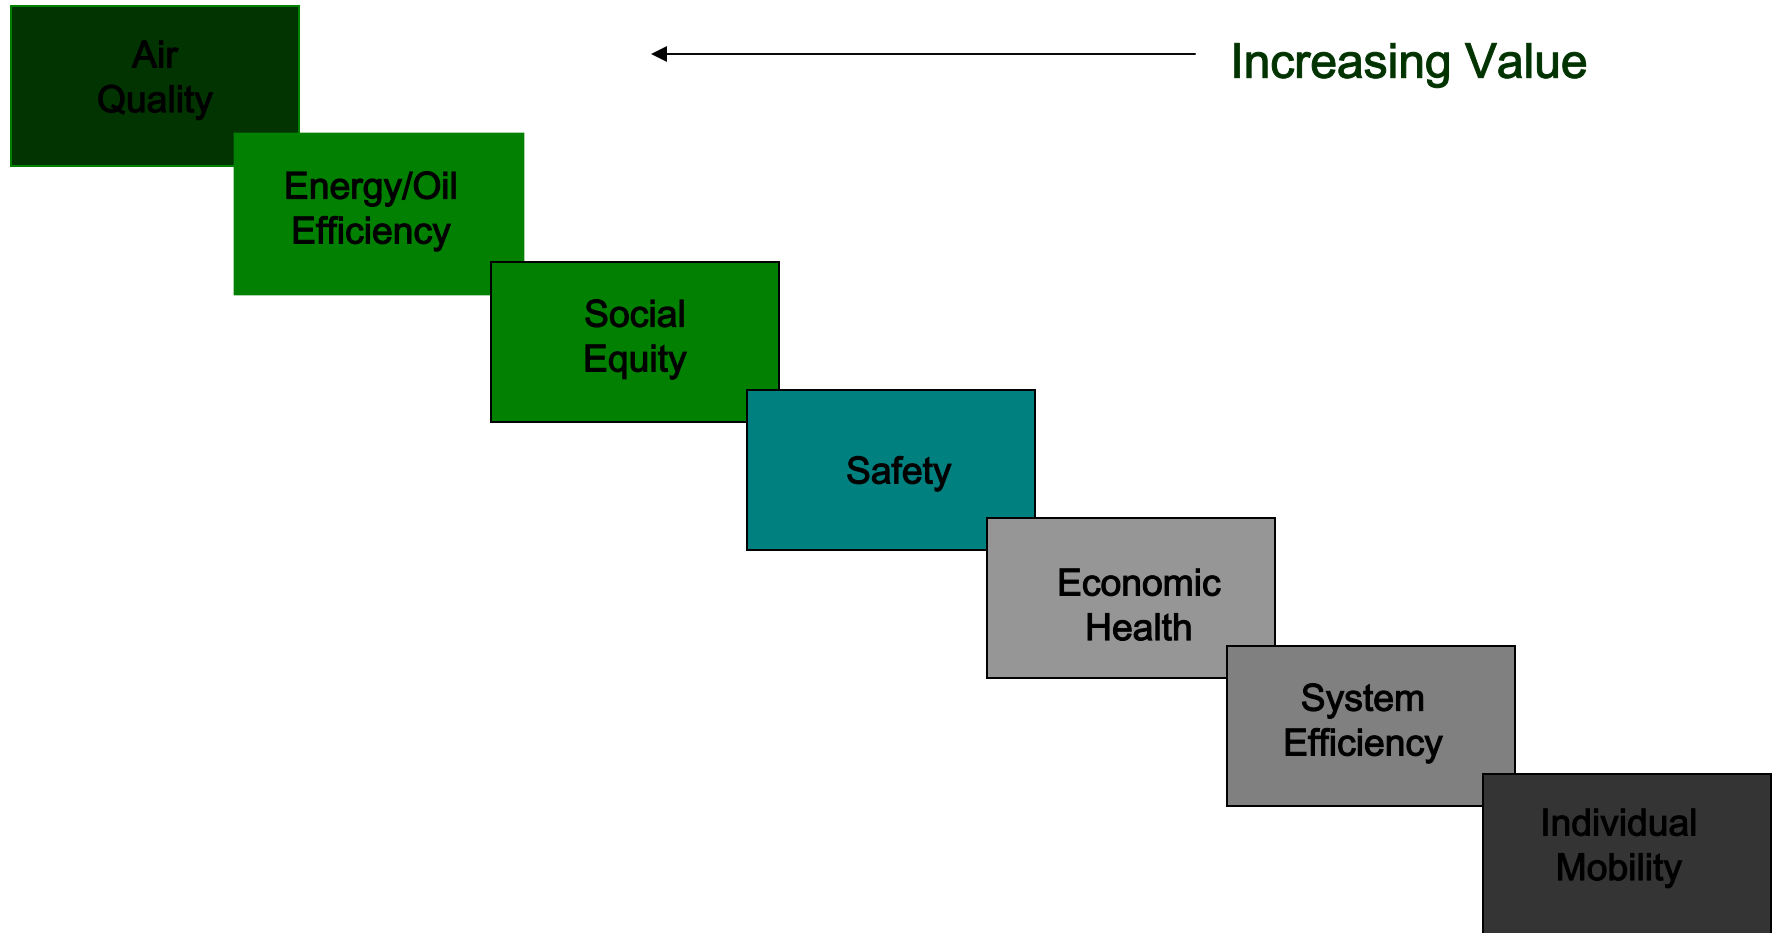 Air
Quality
Increasing Value
Energy/Oil
Efficiency
Social
Equity
Safety
Economic
Health
System
Efficiency
Individual
Mobility